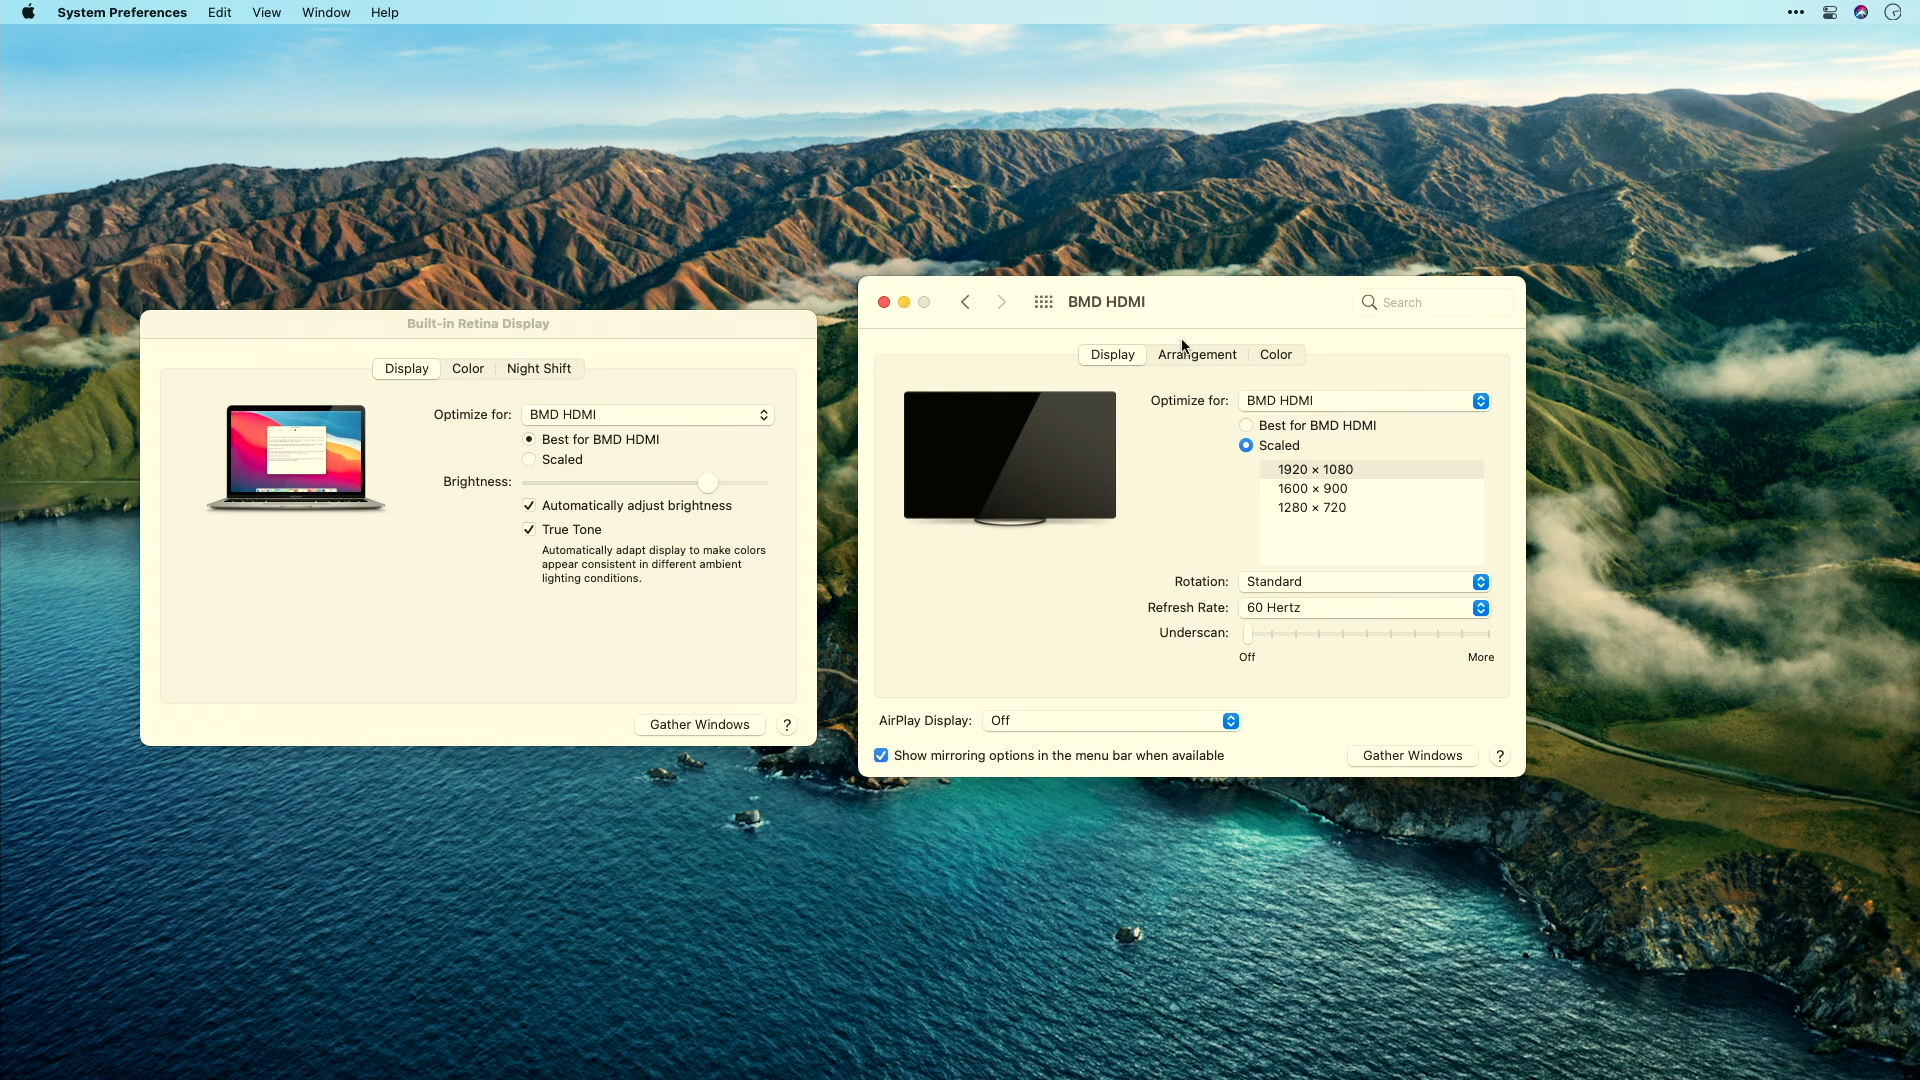 System Preferences Edit View Window Help
Built-in Retina Display
Display Color Night Shift
Optimize for: BMD HDMI
Best for BMD HDMI
Scaled
Brightness:
Automatically adjust brightness
True Tone
Automatically adapt display to make colors
appear consistent in different ambient
lighting conditions.
Gather Windows ?
BMD HDMI Search
Display Arrangement Color
Optimize for: BMD HDMI
Best for BMD HDMI
Scaled
1920 × 1080
1600 × 900
1280 × 720
Rotation: Standard
Refresh Rate: 60 Hertz
Underscan:
Off More
AirPlay Display: Off
Show mirroring options in the menu bar when available Gather Windows ?